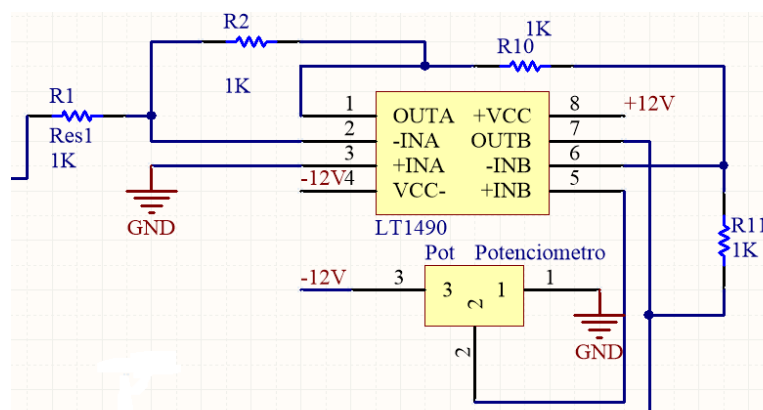 R2
1K
R1
Res1
1K
R10
1K
1 OUTA +VCC 8 +12V
2 -INA OUTB 7
3 +INA -INB 6
-12V 4 VCC- +INB 5
GND
LT1490
R11
1K
Pot Potenciometro
-12V 3 3 2 1 1
GND
2